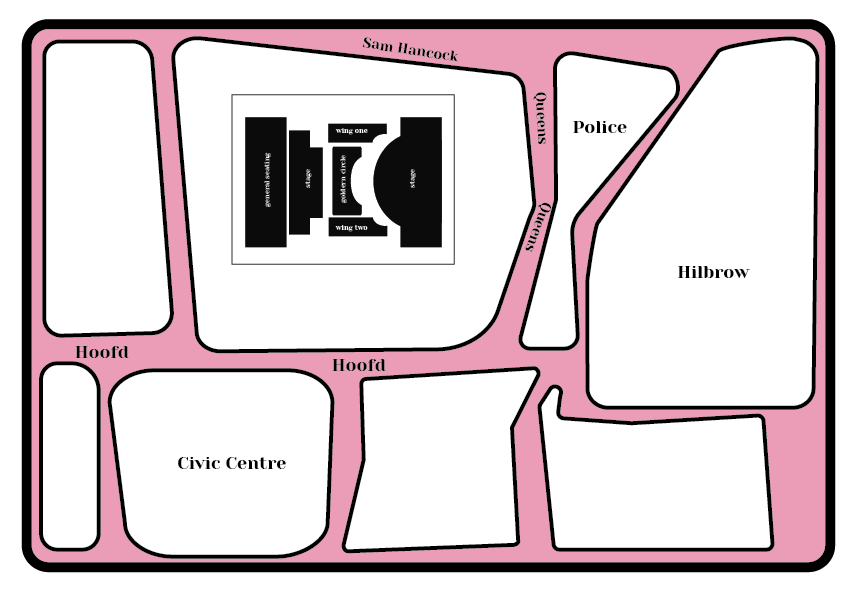 Sam Hancock
Queens
Police
wing one
general seating
stage
goldern circle
stage
wing two
Queens
Hilbrow
Hoofd
Hoofd
Civic Centre